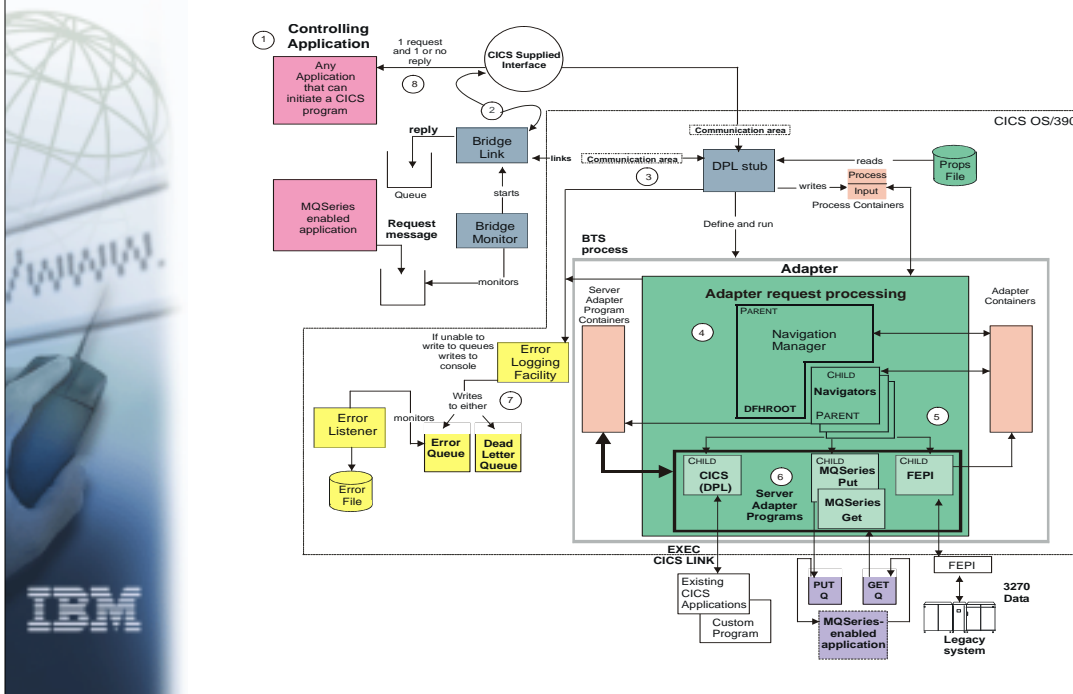 1
Controlling
Application
Any
Application
that can
initiate a CICS
program
1 request
and 1 or no
reply
8
CICS Supplied
Interface
2
CICS OS/390
reply
Queue
Bridge
Link
links
Communication area
Communication area
3
DPL stub
reads
Props
File
writes
Process
Input
Process Containers
starts
MQSeries
enabled
application
Request
message
Bridge
Monitor
monitors
Define and run
BTS
process
Adapter
Server
Adapter
Program
Containers
Adapter request processing
Adapter
Containers
4
PARENT
Navigation
Manager
DFHROOT
CHILD
Navigators
PARENT
5
If unable to
write to queues
writes to
console
Error
Logging
Facility
Writes
to either
7
Error
Listener
monitors
Error
Queue
Dead
Letter
Queue
Error
File
CHILD
CICS
(DPL)
6
Server
Adapter
Programs
CHILD
MQSeries
Put
MQSeries
Get
CHILD
FEPI
EXEC
CICS LINK
Existing
CICS
Applications
Custom
Program
PUT
Q
GET
Q
MQSeries-
enabled
application
FEPI
3270
Data
Legacy
system
IBM